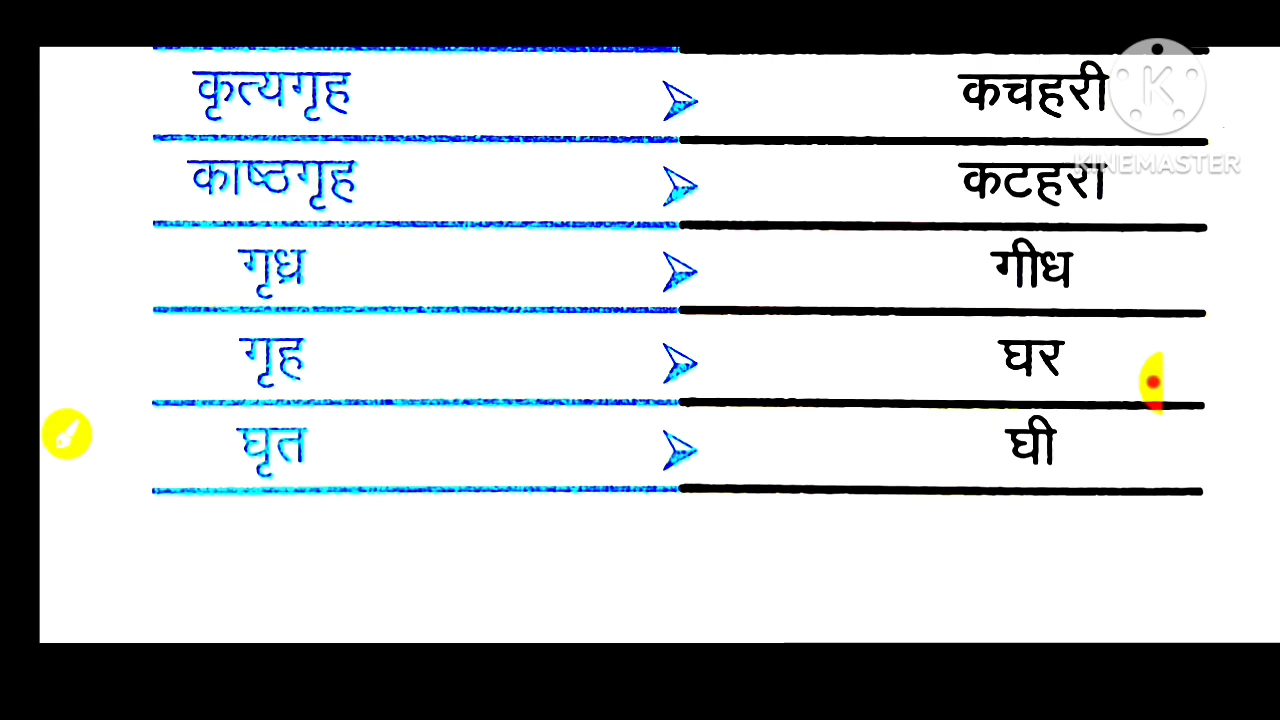 कृत्यगृह ➢ कचहरी
KINEMASTER
काष्ठगृह ➢ कटहरा
गृध्र ➢ गीध
गृह ➢ घर
घृत ➢ घी